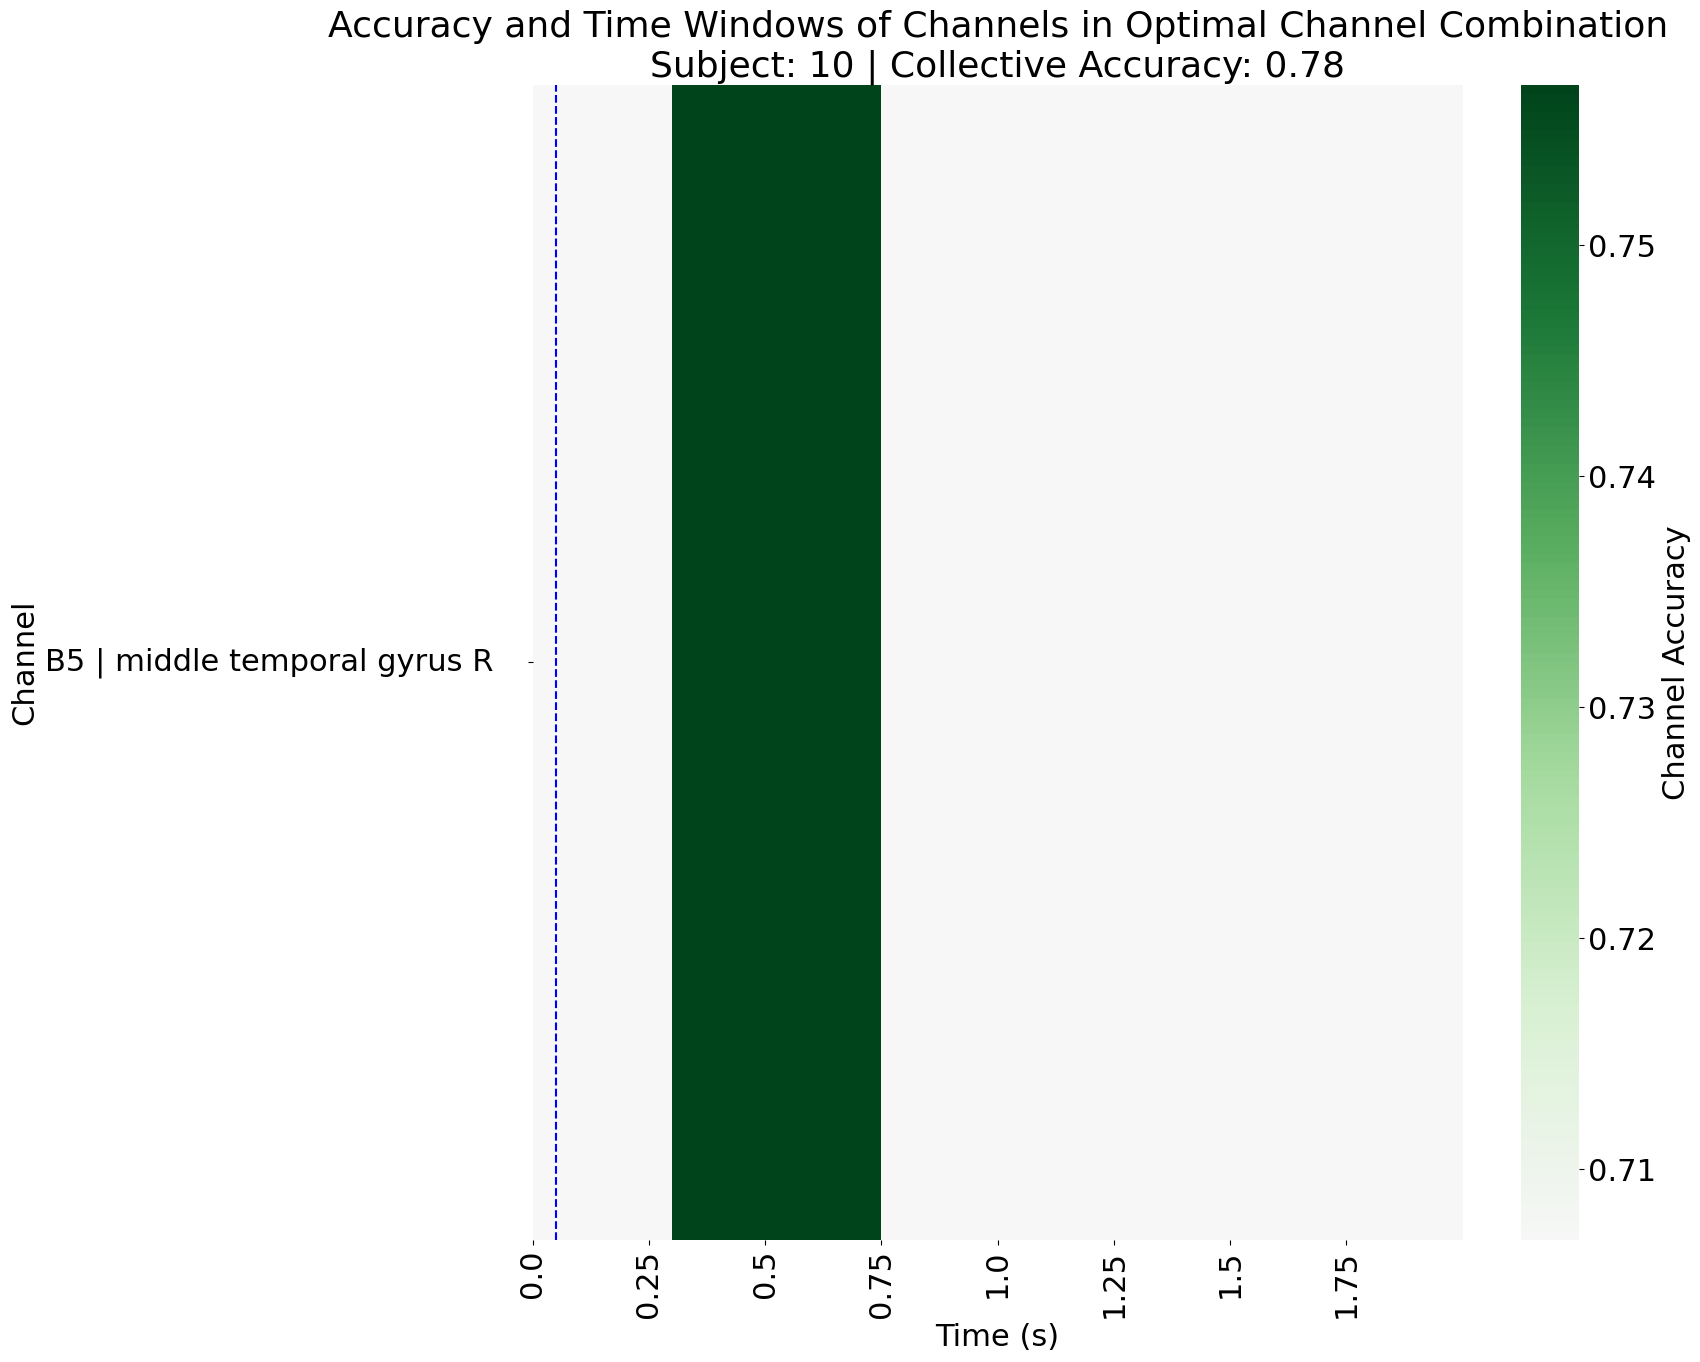 Accuracy and Time Windows of Channels in Optimal Channel Combination
Subject: 10 | Collective Accuracy: 0.78
Channel
B5 | middle temporal gyrus R
0.0
0.25
0.5
0.75
1.0
1.25
1.5
1.75
Time (s)
0.75
0.74
0.73
0.72
0.71
Channel Accuracy